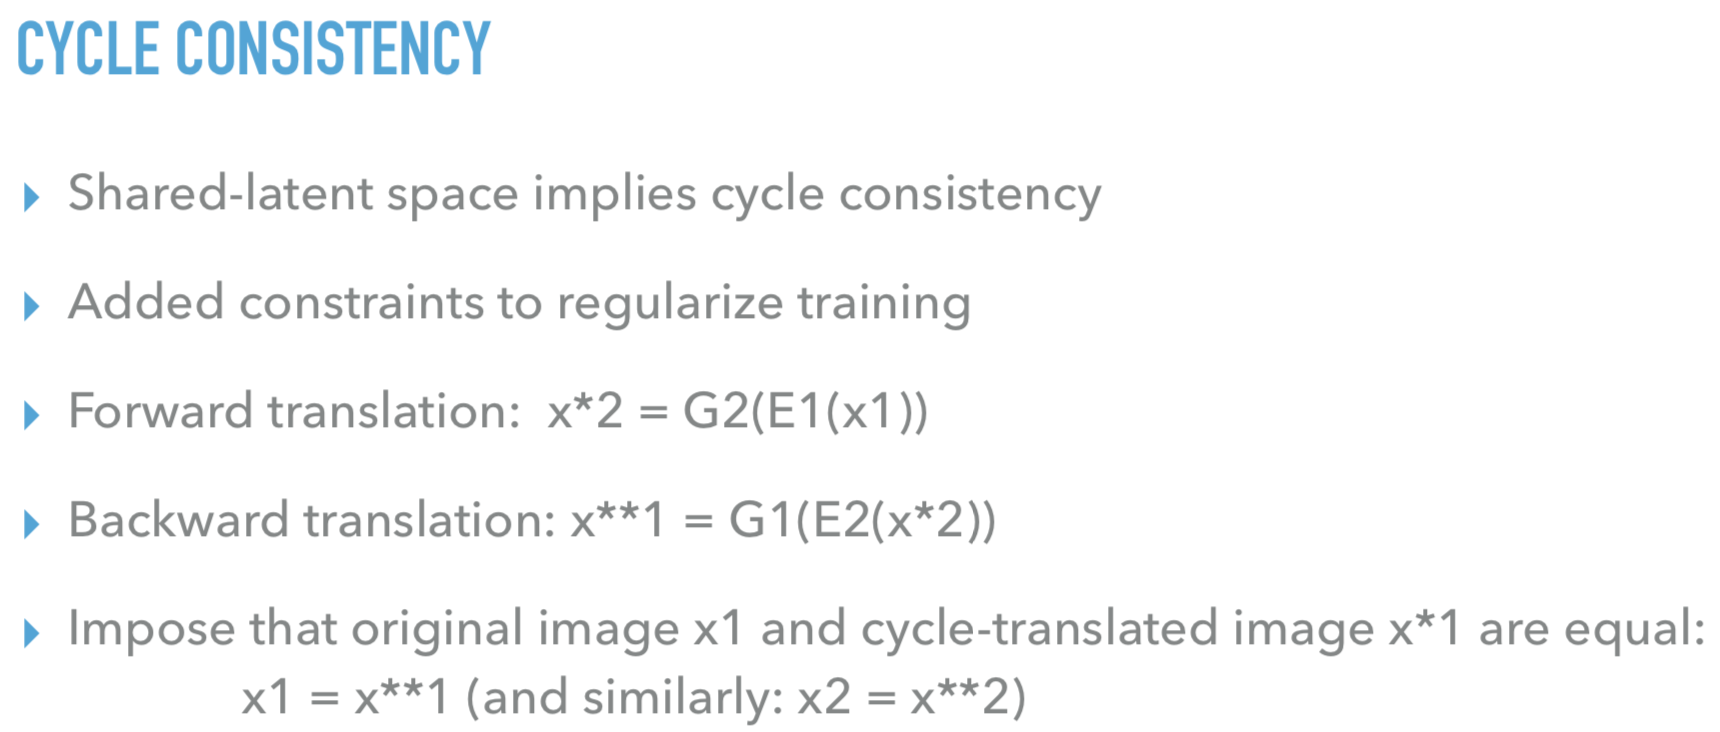 CYCLE CONSISTENCY
Shared-latent space implies cycle consistency
Added constraints to regularize training
Forward translation: x*2 = G2(E1(x1))
Backward translation: x**1 = G1(E2(x*2))
Impose that original image x1 and cycle-translated image x*1 are equal:
x1 = x**1 (and similarly: x2 = x**2)